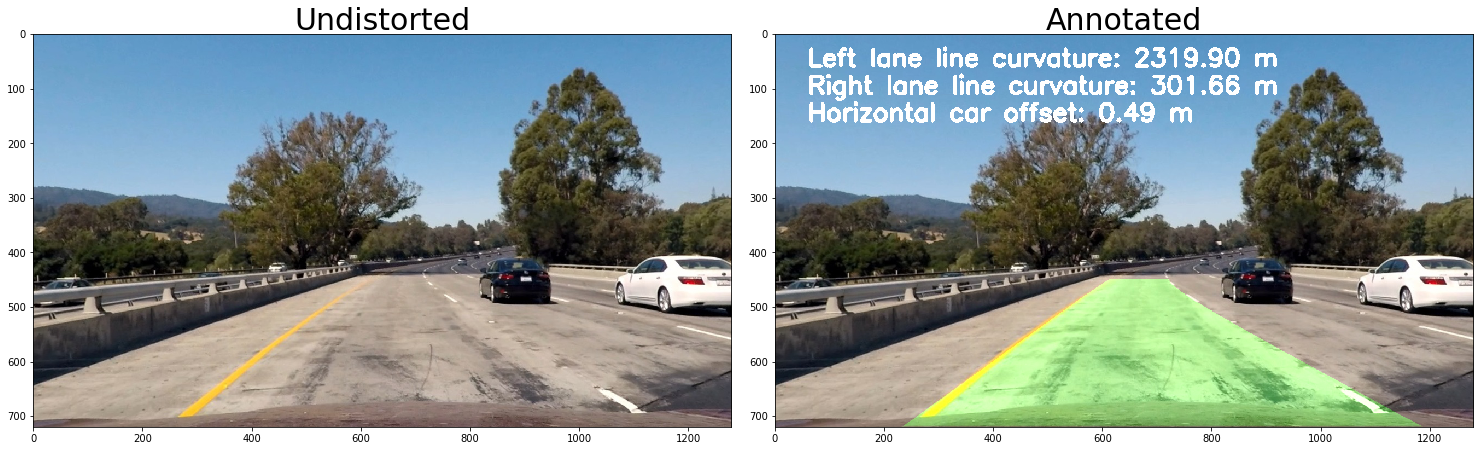 Undistorted
Annotated
0
100
200
300
400
500
600
700
0 200 400 600 800 1000 1200
0
100
200
300
400
500
600
700
0 200 400 600 800 1000 1200
Left lane line curvature: 2319.90 m
Right lane line curvature: 301.66 m
Horizontal car offset: 0.49 m